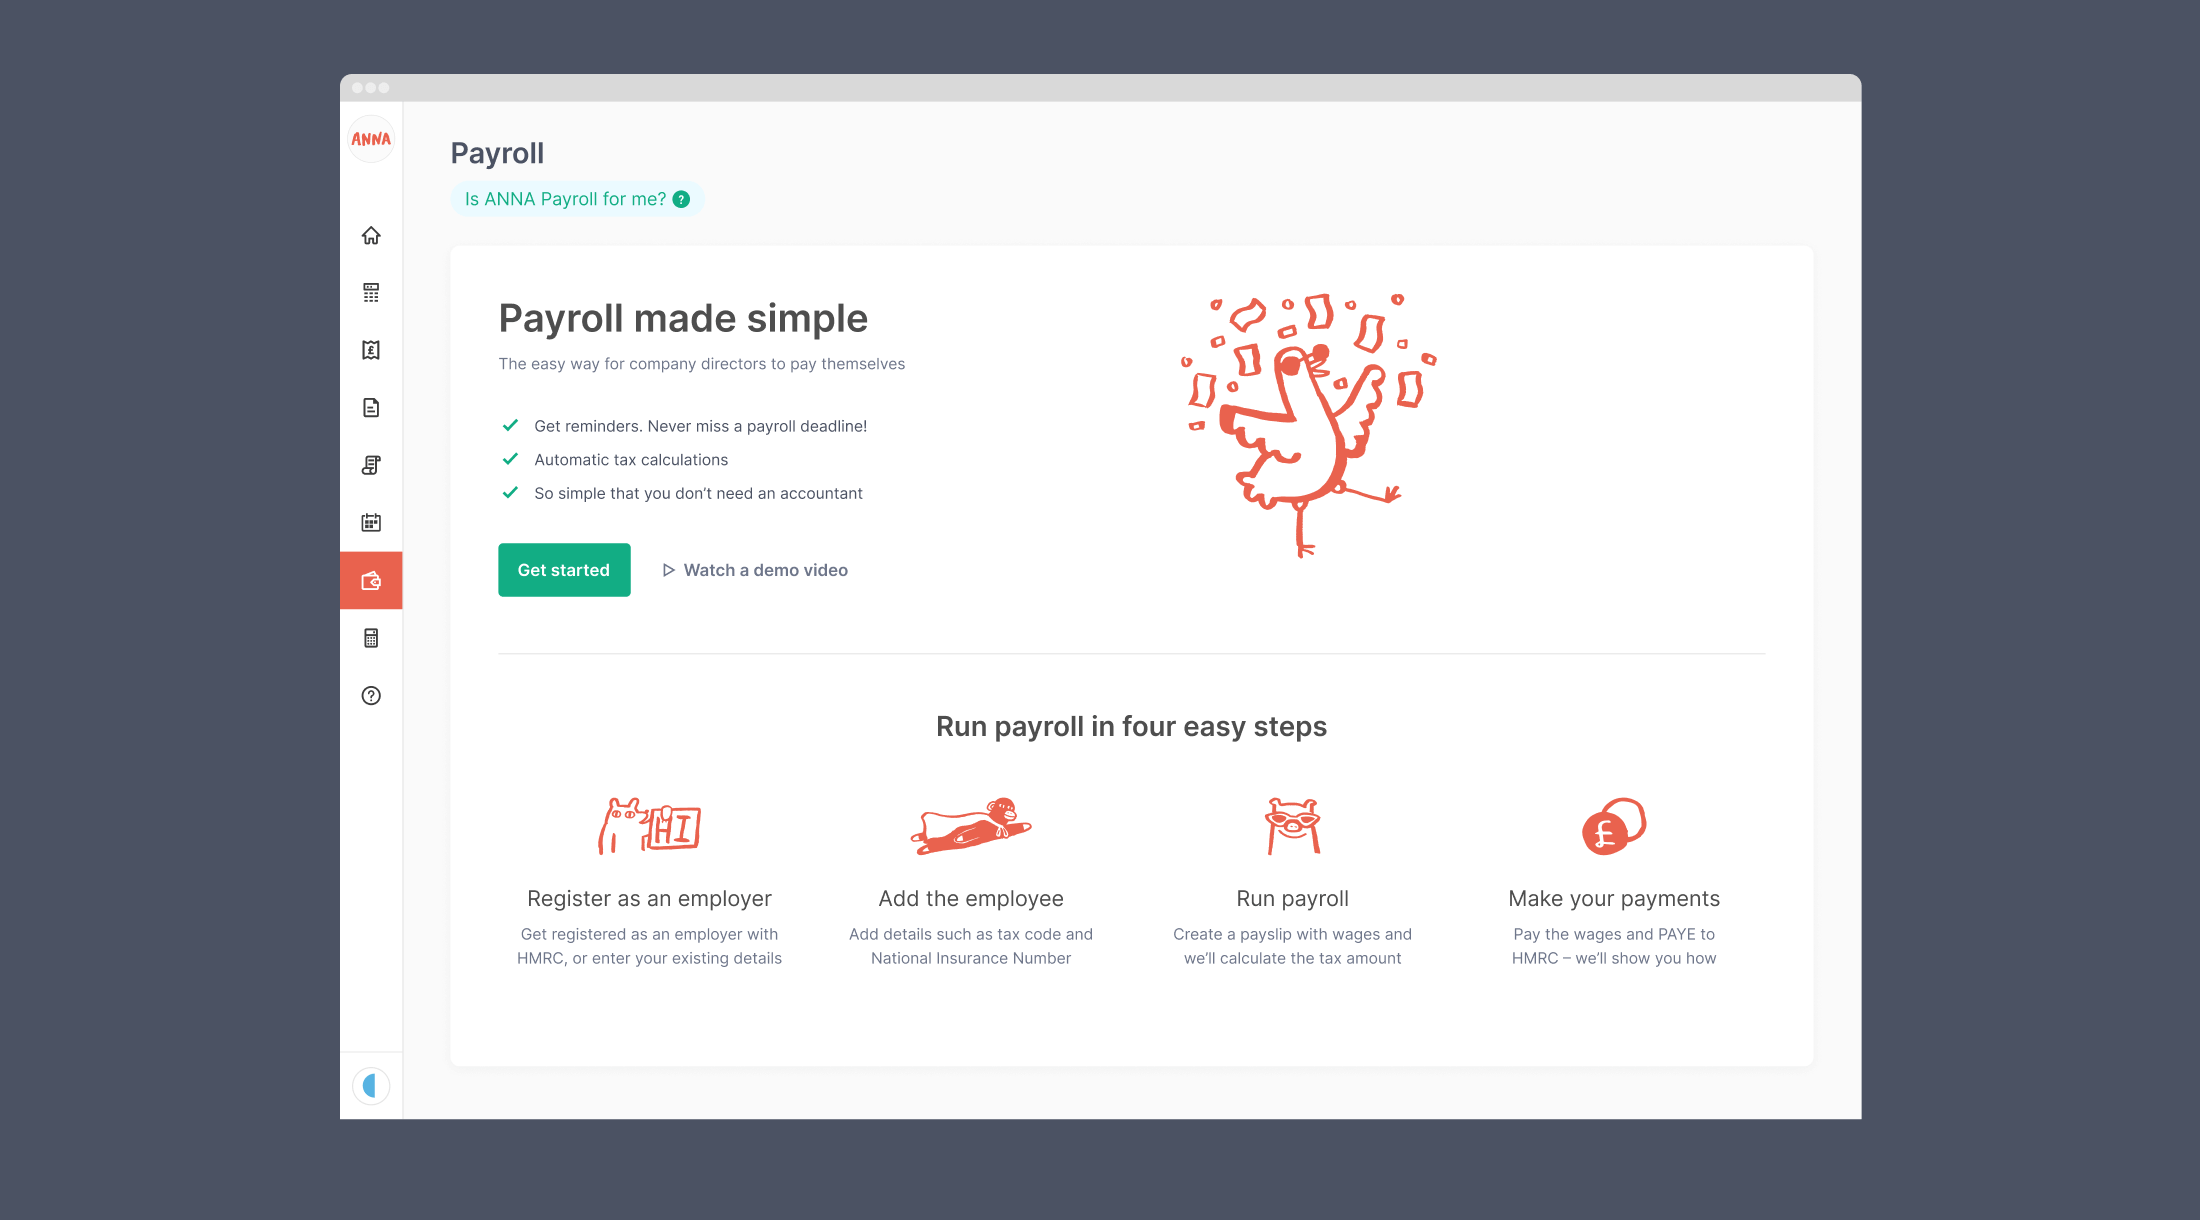 ANNA
Payroll
Is ANNA Payroll for me? ?
Payroll made simple
The easy way for company directors to pay themselves
Get reminders. Never miss a payroll deadline!
Automatic tax calculations
So simple that you don’t need an accountant
Get started
Watch a demo video
Run payroll in four easy steps
HI
£
Register as an employer
Get registered as an employer with
HMRC, or enter your existing details
Add the employee
Add details such as tax code and
National Insurance Number
Run payroll
Create a payslip with wages and
we’ll calculate the tax amount
Make your payments
Pay the wages and PAYE to
HMRC – we’ll show you how